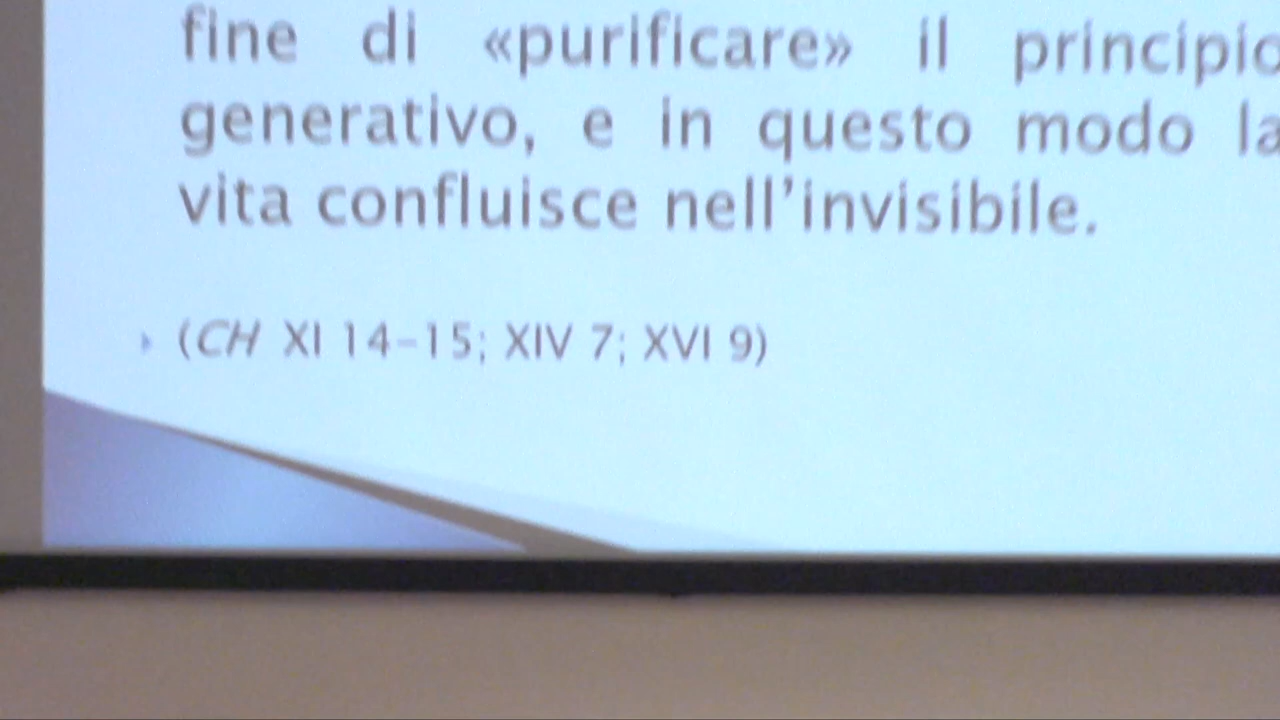 fine di «purificare» il principio
generativo, e in questo modo la
vita confluisce nell'invisibile.
(CH XI 14-15; XIV 7; XVI 9)